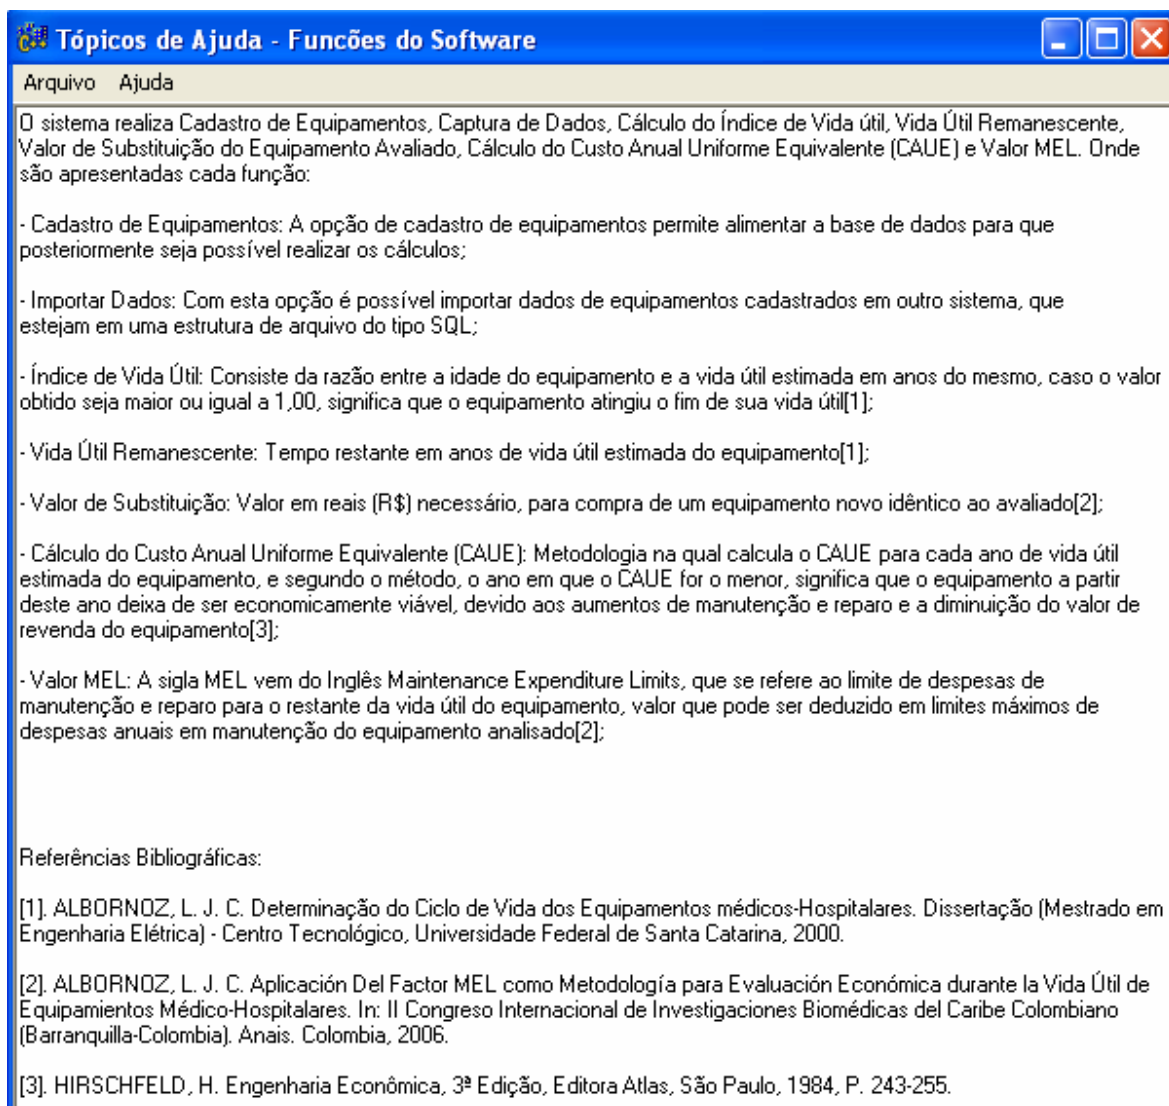 Tópicos de Ajuda - Funcões do Software
Arquivo Ajuda
O sistema realiza Cadastro de Equipamentos, Captura de Dados, Cálculo do Índice de Vida útil, Vida Útil Remanescente,
Valor de Substituição do Equipamento Avaliado, Cálculo do Custo Anual Uniforme Equivalente (CAUE) e Valor MEL. Onde
são apresentadas cada função:
- Cadastro de Equipamentos: A opção de cadastro de equipamentos permite alimentar a base de dados para que
posteriormente seja possível realizar os cálculos;
- Importar Dados: Com esta opção é possível importar dados de equipamentos cadastrados em outro sistema, que
estejam em uma estrutura de arquivo do tipo SQL;
- Índice de Vida Útil: Consiste da razão entre a idade do equipamento e a vida útil estimada em anos do mesmo, caso o valor
obtido seja maior ou igual a 1,00, significa que o equipamento atingiu o fim de sua vida útil[1];
- Vida Útil Remanescente: Tempo restante em anos de vida útil estimada do equipamento[1];
- Valor de Substituição: Valor em reais (R$) necessário, para compra de um equipamento novo idêntico ao avaliado[2];
- Cálculo do Custo Anual Uniforme Equivalente (CAUE): Metodologia na qual calcula o CAUE para cada ano de vida útil
estimada do equipamento, e segundo o método, o ano em que o CAUE for o menor, significa que o equipamento a partir
deste ano deixa de ser economicamente viável, devido aos aumentos de manutenção e reparo e a diminuição do valor de
revenda do equipamento[3];
- Valor MEL: A sigla MEL vem do Inglês Maintenance Expenditure Limits, que se refere ao limite de despesas de
manutenção e reparo para o restante da vida útil do equipamento, valor que pode ser deduzido em limites máximos de
despesas anuais em manutenção do equipamento analisado[2];
Referências Bibliográficas:
[1]. ALBORNOZ, L. J. C. Determinação do Ciclo de Vida dos Equipamentos médicos-Hospitalares. Dissertação (Mestrado em
Engenharia Elétrica) - Centro Tecnológico, Universidade Federal de Santa Catarina, 2000.
[2]. ALBORNOZ, L. J. C. Aplicación Del Factor MEL como Metodología para Evaluación Económica durante la Vida Útil de
Equipamientos Médico-Hospitalares. In: II Congreso Internacional de Investigaciones Biomédicas del Caribe Colombiano
(Barranquilla-Colombia). Anais. Colombia, 2006.
[3]. HIRSCHFELD, H. Engenharia Econômica, 3ª Edição, Editora Atlas, São Paulo, 1984, P. 243-255.